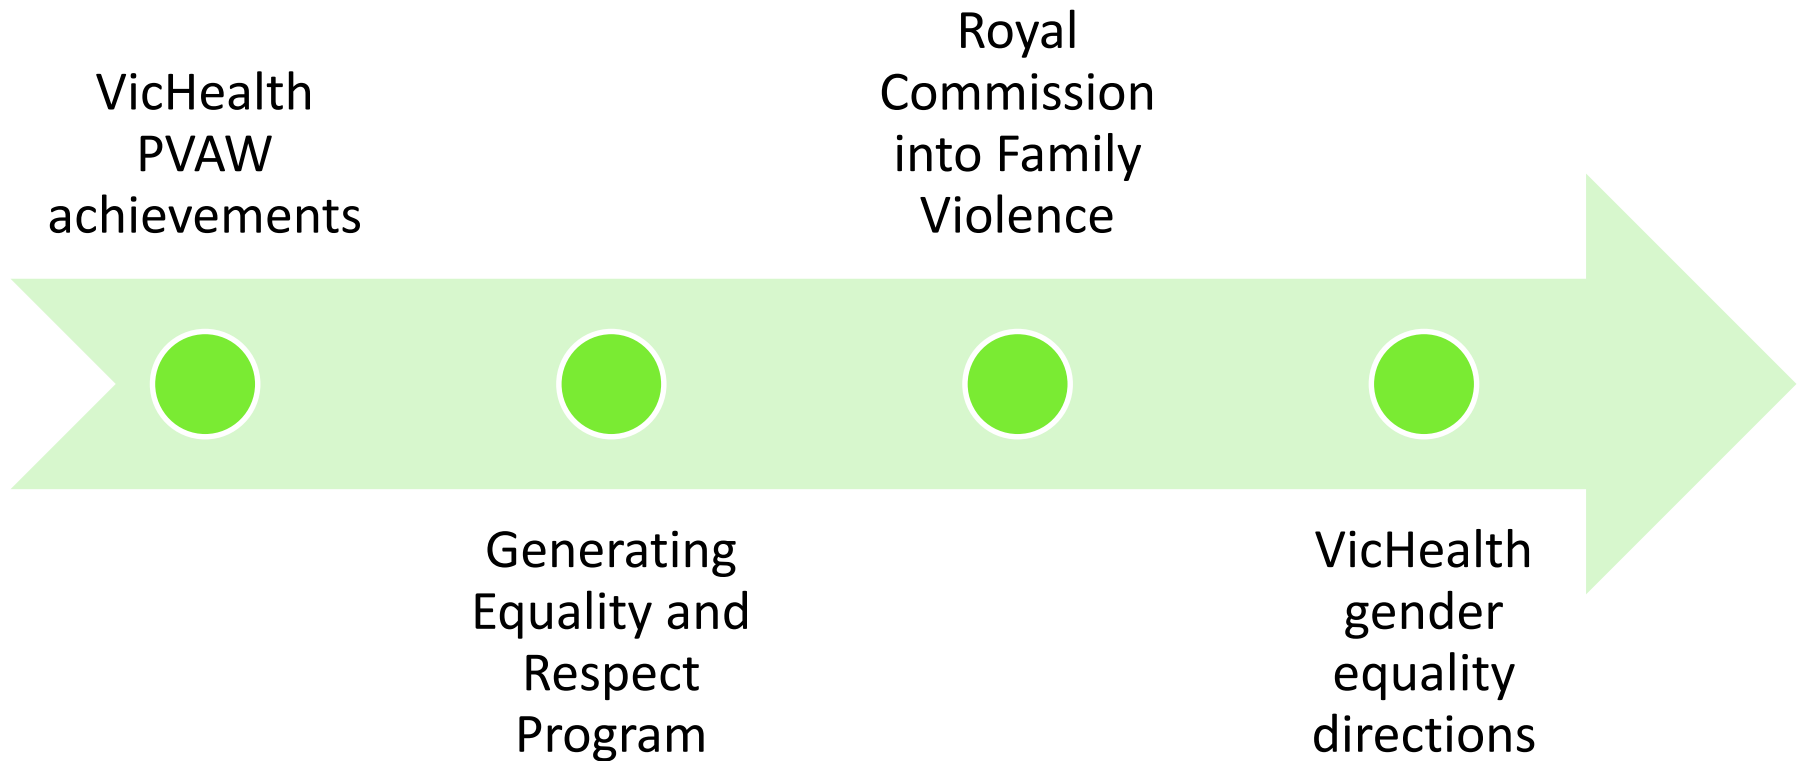 VicHealth
PVAW
achievements
Generating
Equality and
Respect
Program
Royal
Commission
into Family
Violence
VicHealth
gender
equality
directions